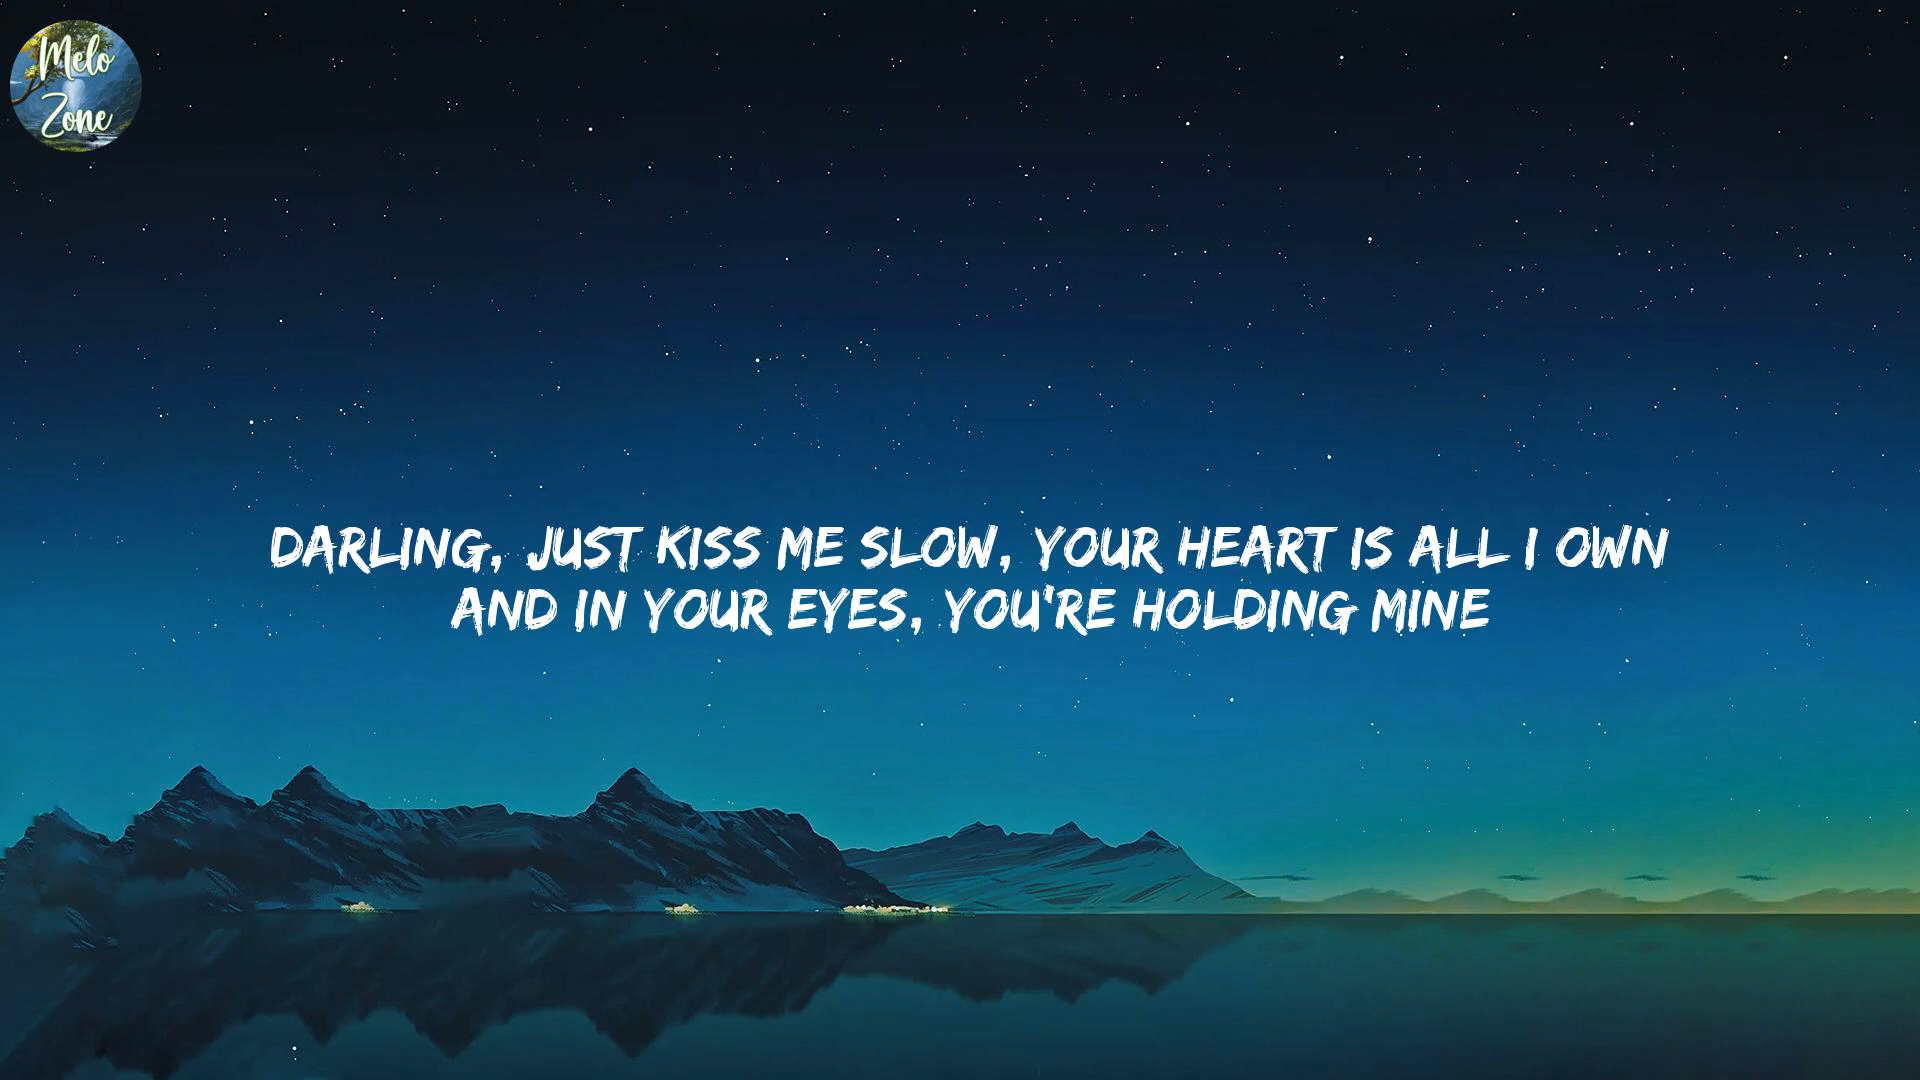 Melo
Zone
DARLING, JUST KISS ME SLOW, YOUR HEART IS ALL I OWN
AND IN YOUR EYES, YOU'RE HOLDING MINE